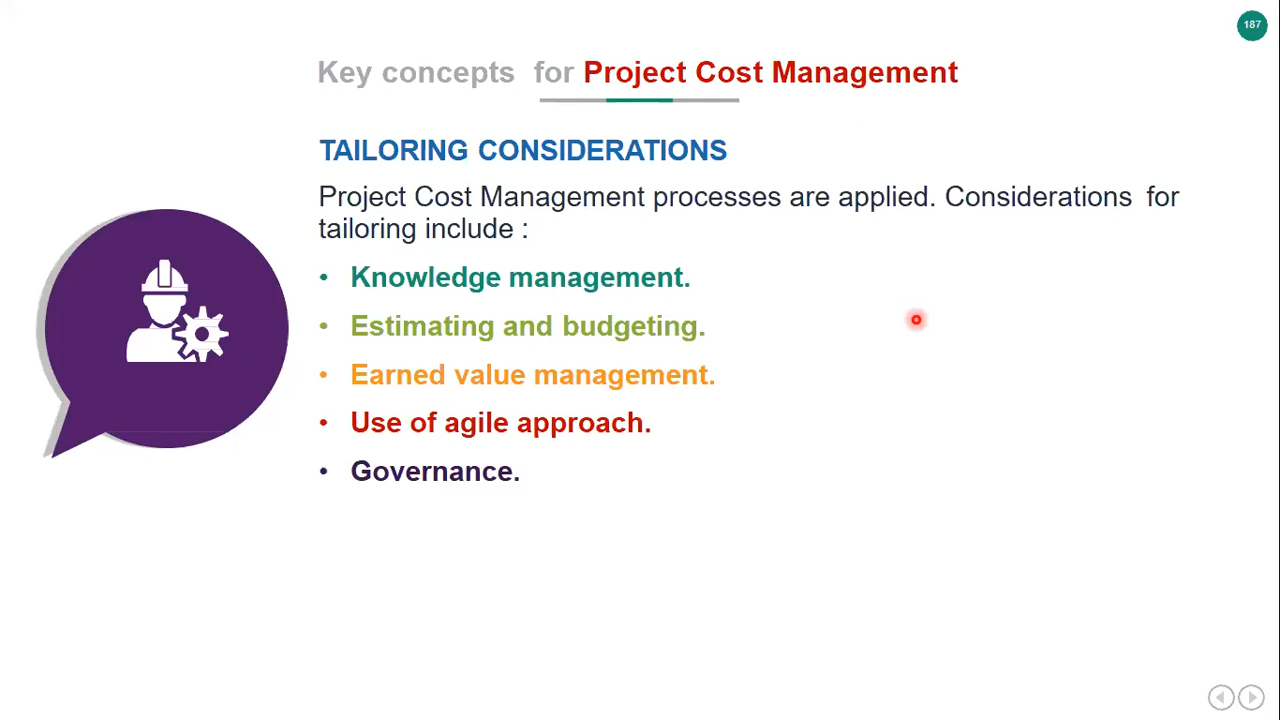 187
Key concepts for Project Cost Management
TAILORING CONSIDERATIONS
Project Cost Management processes are applied. Considerations for
tailoring include :
• Knowledge management.
• Estimating and budgeting.
• Earned value management.
• Use of agile approach.
• Governance.